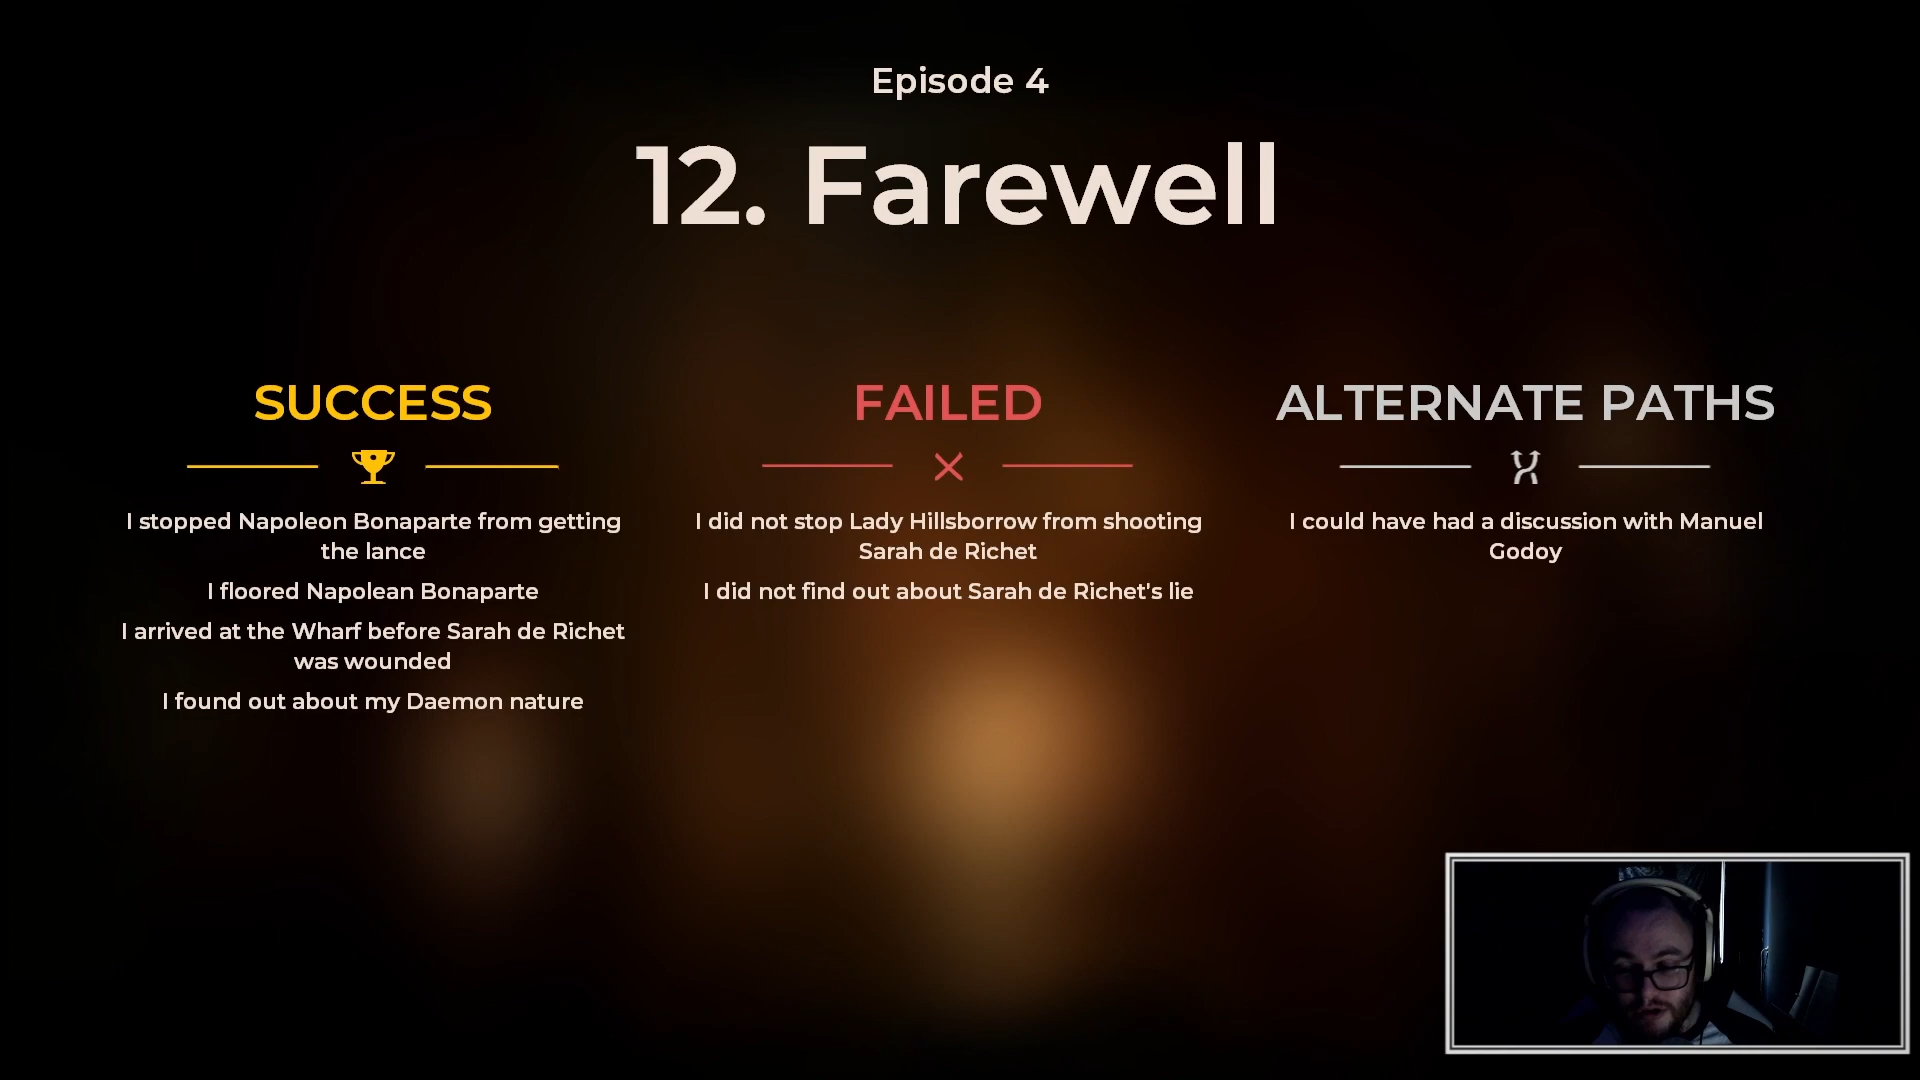 Episode 4
12. Farewell
SUCCESS
I stopped Napoleon Bonaparte from getting
the lance
I floored Napolean Bonaparte
I arrived at the Wharf before Sarah de Richet
was wounded
I found out about my Daemon nature
FAILED
I did not stop Lady Hillsborrow from shooting
Sarah de Richet
I did not find out about Sarah de Richet's lie
ALTERNATE PATHS
I could have had a discussion with Manuel
Godoy